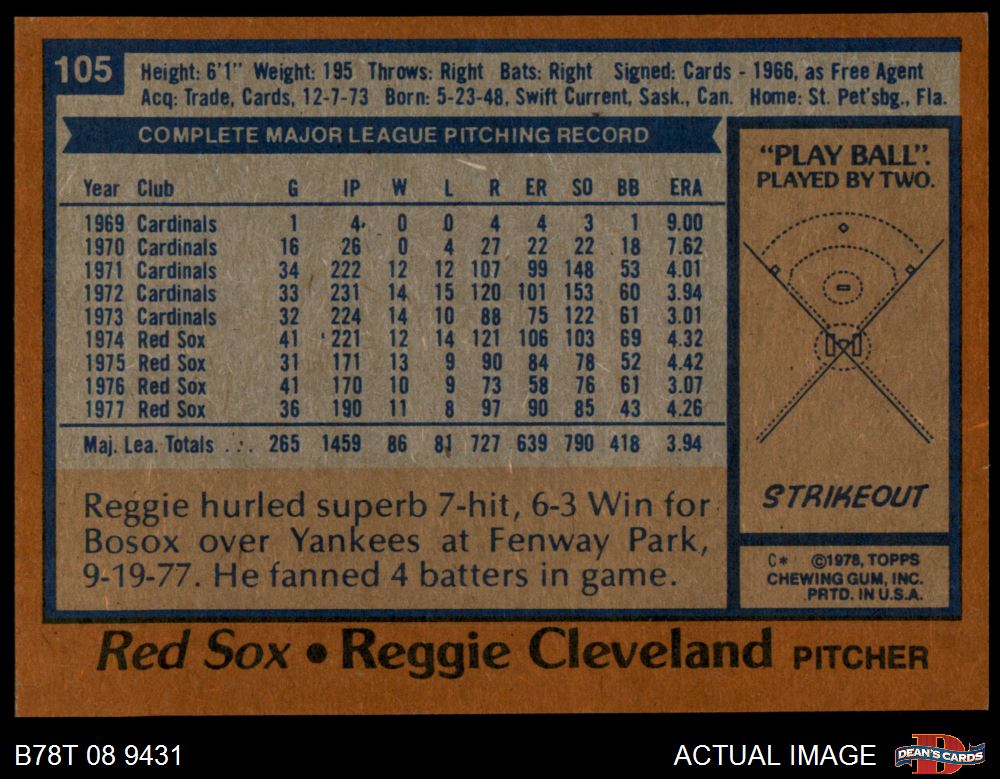 105
Height: 6'1" Weight: 195 Throws: Right Bats: Right Signed: Cards - 1966, as Free Agent
Acq: Trade, Cards, 12-7-73 Born: 5-23-48, Swift Current, Sask., Can. Home: St. Pet'sbg., Fla.
COMPLETE MAJOR LEAGUE PITCHING RECORD
Year Club G IP W L R ER SO BB ERA
1969 Cardinals 1 4 0 0 4 4 3 1 9.00
1970 Cardinals 16 26 0 4 27 22 22 18 7.62
1971 Cardinals 34 222 12 12 107 99 148 53 4.01
1972 Cardinals 33 231 14 15 120 101 153 60 3.94
1973 Cardinals 32 224 14 10 88 75 122 61 3.01
1974 Red Sox 41 221 12 14 121 106 103 69 4.32
1975 Red Sox 31 171 13 9 90 84 78 52 4.42
1976 Red Sox 41 170 10 9 73 58 76 61 3.07
1977 Red Sox 36 190 11 8 97 90 85 43 4.26
Maj. Lea. Totals ... 265 1459 86 81 727 639 790 418 3.94
Reggie hurled superb 7-hit, 6-3 Win for
Bosox over Yankees at Fenway Park,
9-19-77. He fanned 4 batters in game.
"PLAY BALL".
PLAYED BY TWO.
STRIKEOUT
C* ©1978, TOPPS
CHEWING GUM, INC.
PRTD. IN U.S.A.
Red Sox • Reggie Cleveland PITCHER
B78T 08 9431
ACTUAL IMAGE
DEAN'S CARDS